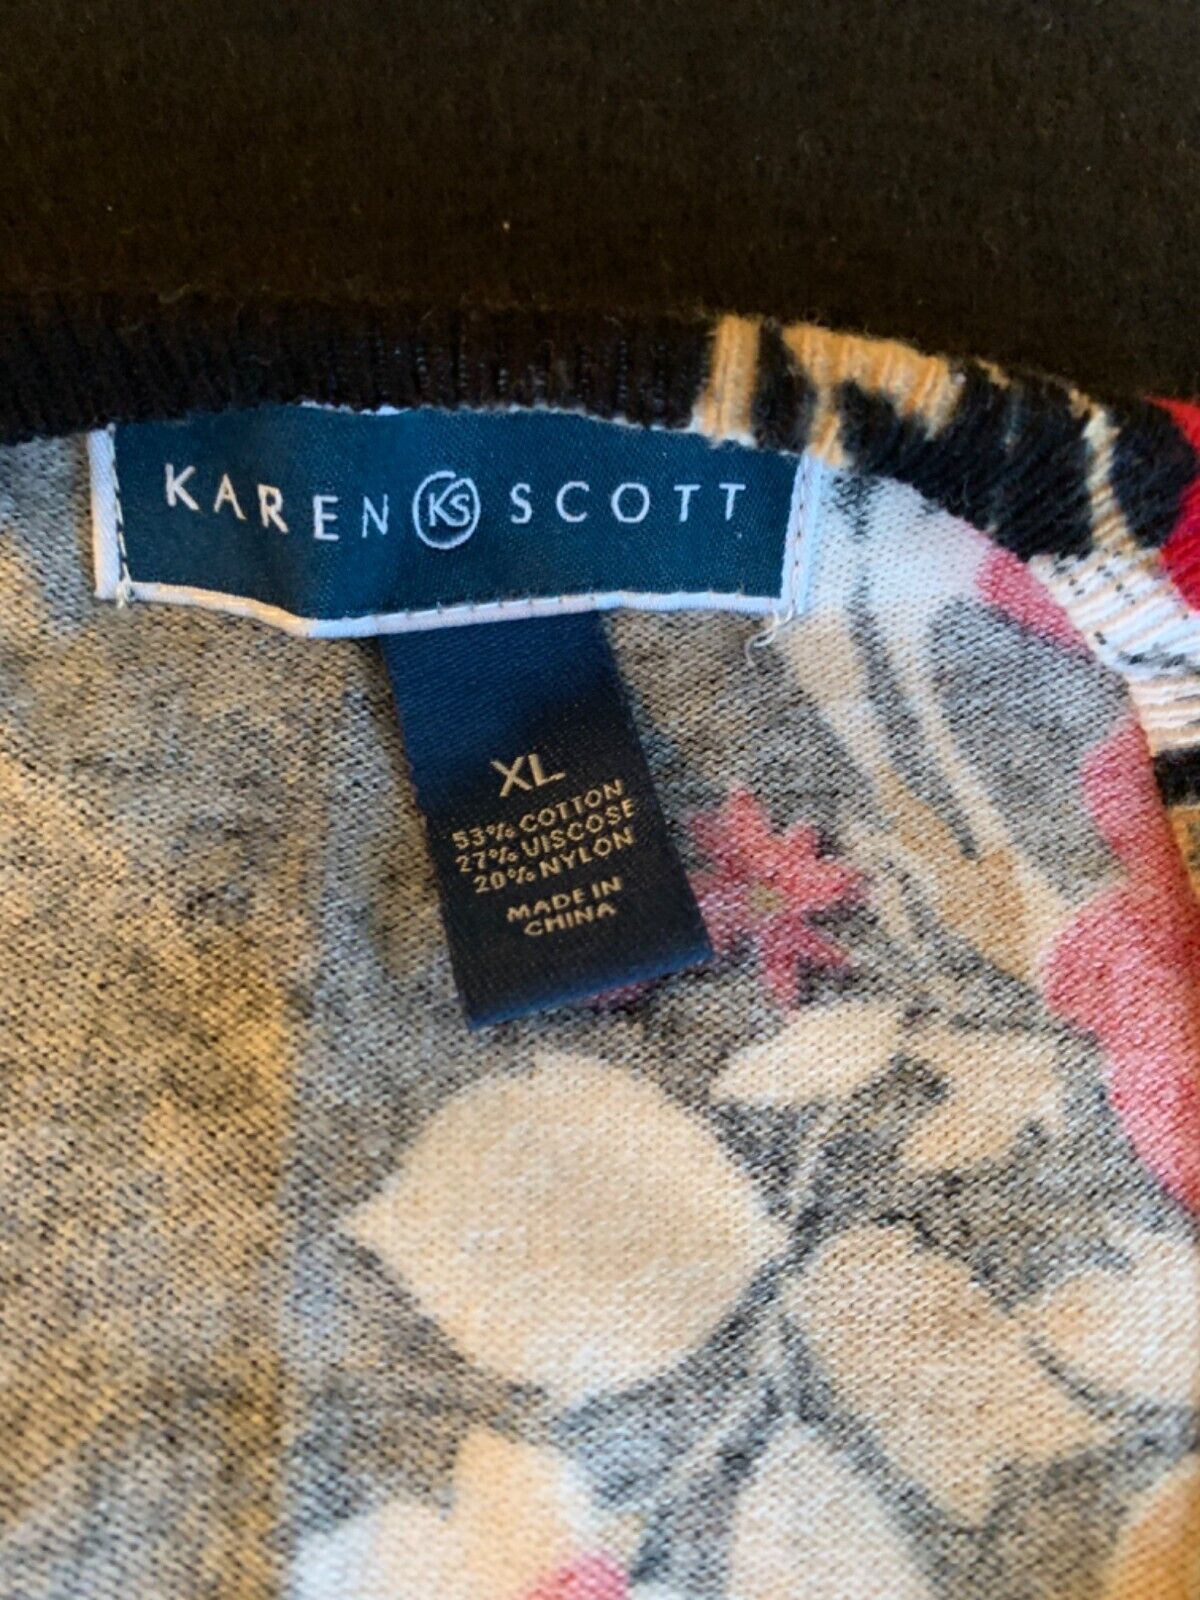 KAREN KS SCOTT
XL
53% COTTON
27% VISCOSE
20% NYLON
MADE IN
CHINA